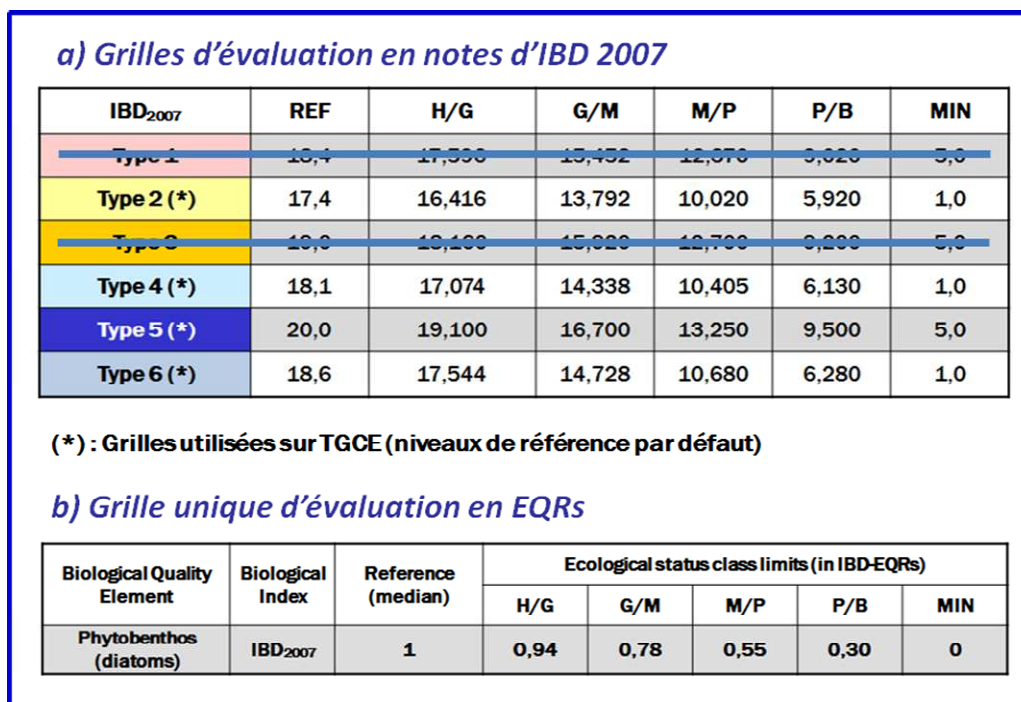 a) Grilles d'évaluation en notes d'IBD 2007
IBD2007 REF H/G G/M M/P P/B MIN
Type 1
Type 2 (*) 17,4 16,416 13,792 10,020 5,920 1,0
Type 3
Type 4 (*) 18,1 17,074 14,338 10,405 6,130 1,0
Type 5 (*) 20,0 19,100 16,700 13,250 9,500 5,0
Type 6 (*) 18,6 17,544 14,728 10,680 6,280 1,0
(*) : Grilles utilisées sur TGCE (niveaux de référence par défaut)
b) Grille unique d'évaluation en EQRs
Biological Quality
Element
Biological
Index
Reference
(median)
Ecological status class limits (in IBD-EQRs)
H/G G/M M/P P/B MIN
Phytobenthos
(diatoms)
IBD2007 1 0,94 0,78 0,55 0,30 0